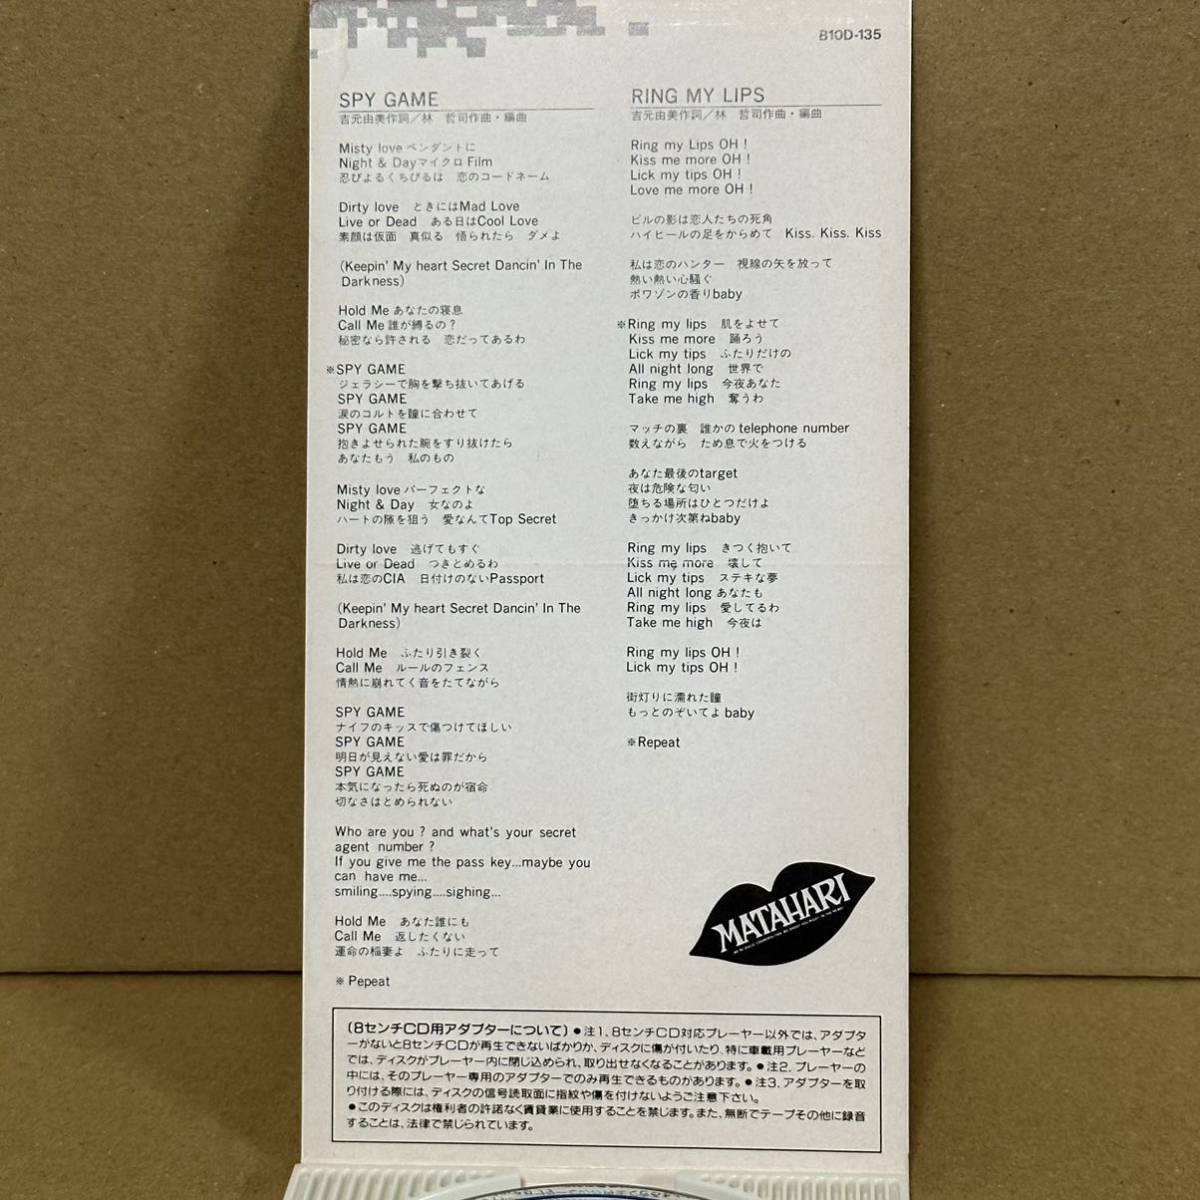 B10D-135
SPY GAME
吉元由美作詞／林　哲司作曲・編曲
Misty love ペンダントに
Night & Dayマイクロ Film
忍びよるくちびるは　恋のコードネーム
Dirty love　ときにはMad Love
Live or Dead　ある日はCool Love
素顔は仮面　真似る　悟られたら　ダメよ
(Keepin' My heart Secret Dancin' In The
Darkness)
Hold Me あなたの寝息
Call Me 誰が縛るの？
秘密なら許される　恋だってあるわ
※SPY GAME
ジェラシーで胸を撃ち抜いてあげる
SPY GAME
涙のコルトを瞳に合わせて
SPY GAME
抱きよせられた腕をすり抜けたら
あなたもう　私のもの
Misty love パーフェクトな
Night & Day　女なのよ
ハートの隙を狙う　愛なんてTop Secret
Dirty love　逃げてもすぐ
Live or Dead　つきとめるわ
私は恋のCIA　日付けのないPassport
(Keepin' My heart Secret Dancin' In The
Darkness)
Hold Me　ふたり引き裂く
Call Me　ルールのフェンス
情熱に崩れてく音をたてながら
SPY GAME
ナイフのキッスで傷つけてほしい
SPY GAME
明日が見えない愛は罪だから
SPY GAME
本気になったら死ぬのが宿命
切なさはとめられない
Who are you ? and what's your secret
agent number ?
If you give me the pass key...maybe you
can have me...
smiling....spying....sighing...
Hold Me　あなた誰にも
Call Me　返したくない
運命の稲妻よ　ふたりに走って
※ Pepeat
RING MY LIPS
吉元由美作詞／林　哲司作曲・編曲
Ring my Lips OH !
Kiss me more OH !
Lick my tips OH !
Love me more OH !
ビルの影は恋人たちの死角
ハイヒールの足をからめて　Kiss. Kiss. Kiss
私は恋のハンター　視線の矢を放って
熱い熱い心騒ぐ
ポワゾンの香りbaby
※Ring my lips　肌をよせて
Kiss me more　踊ろう
Lick my tips　ふたりだけの
All night long　世界で
Ring my lips　今夜あなた
Take me high　奪うわ
マッチの裏　誰かの telephone number
数えながら　ため息で火をつける
あなた最後のtarget
夜は危険な匂い
堕ちる場所はひとつだけよ
きっかけ次第ねbaby
Ring my lips　きつく抱いて
Kiss me more　壊して
Lick my tips　ステキな夢
All night long あなたも
Ring my lips　愛してるわ
Take me high　今夜は
Ring my lips OH !
Lick my tips OH !
街灯りに濡れた瞳
もっとのぞいてよ baby
※Repeat
MATAHARI
(8センチCD用アダプターについて) ●注1. 8センチCD対応プレーヤー以外では、アダプタ
ーがないと8センチCDが再生できないばかりか、ディスクに傷が付いたり、特に車載用プレーヤーなど
では、ディスクがプレーヤー内に閉じ込められ、取り出せなくなることがあります。●注2. プレーヤーの
中には、そのプレーヤー専用のアダプターでのみ再生できるものがあります。●注3. アダプターを取
り付ける際には、ディスクの信号読取面に指紋や傷を付けないようご注意下さい。
●このディスクは権利者の許諾なく賃貸業に使用することを禁じます。また、無断でテープその他に録音
することは、法律で禁じられています。